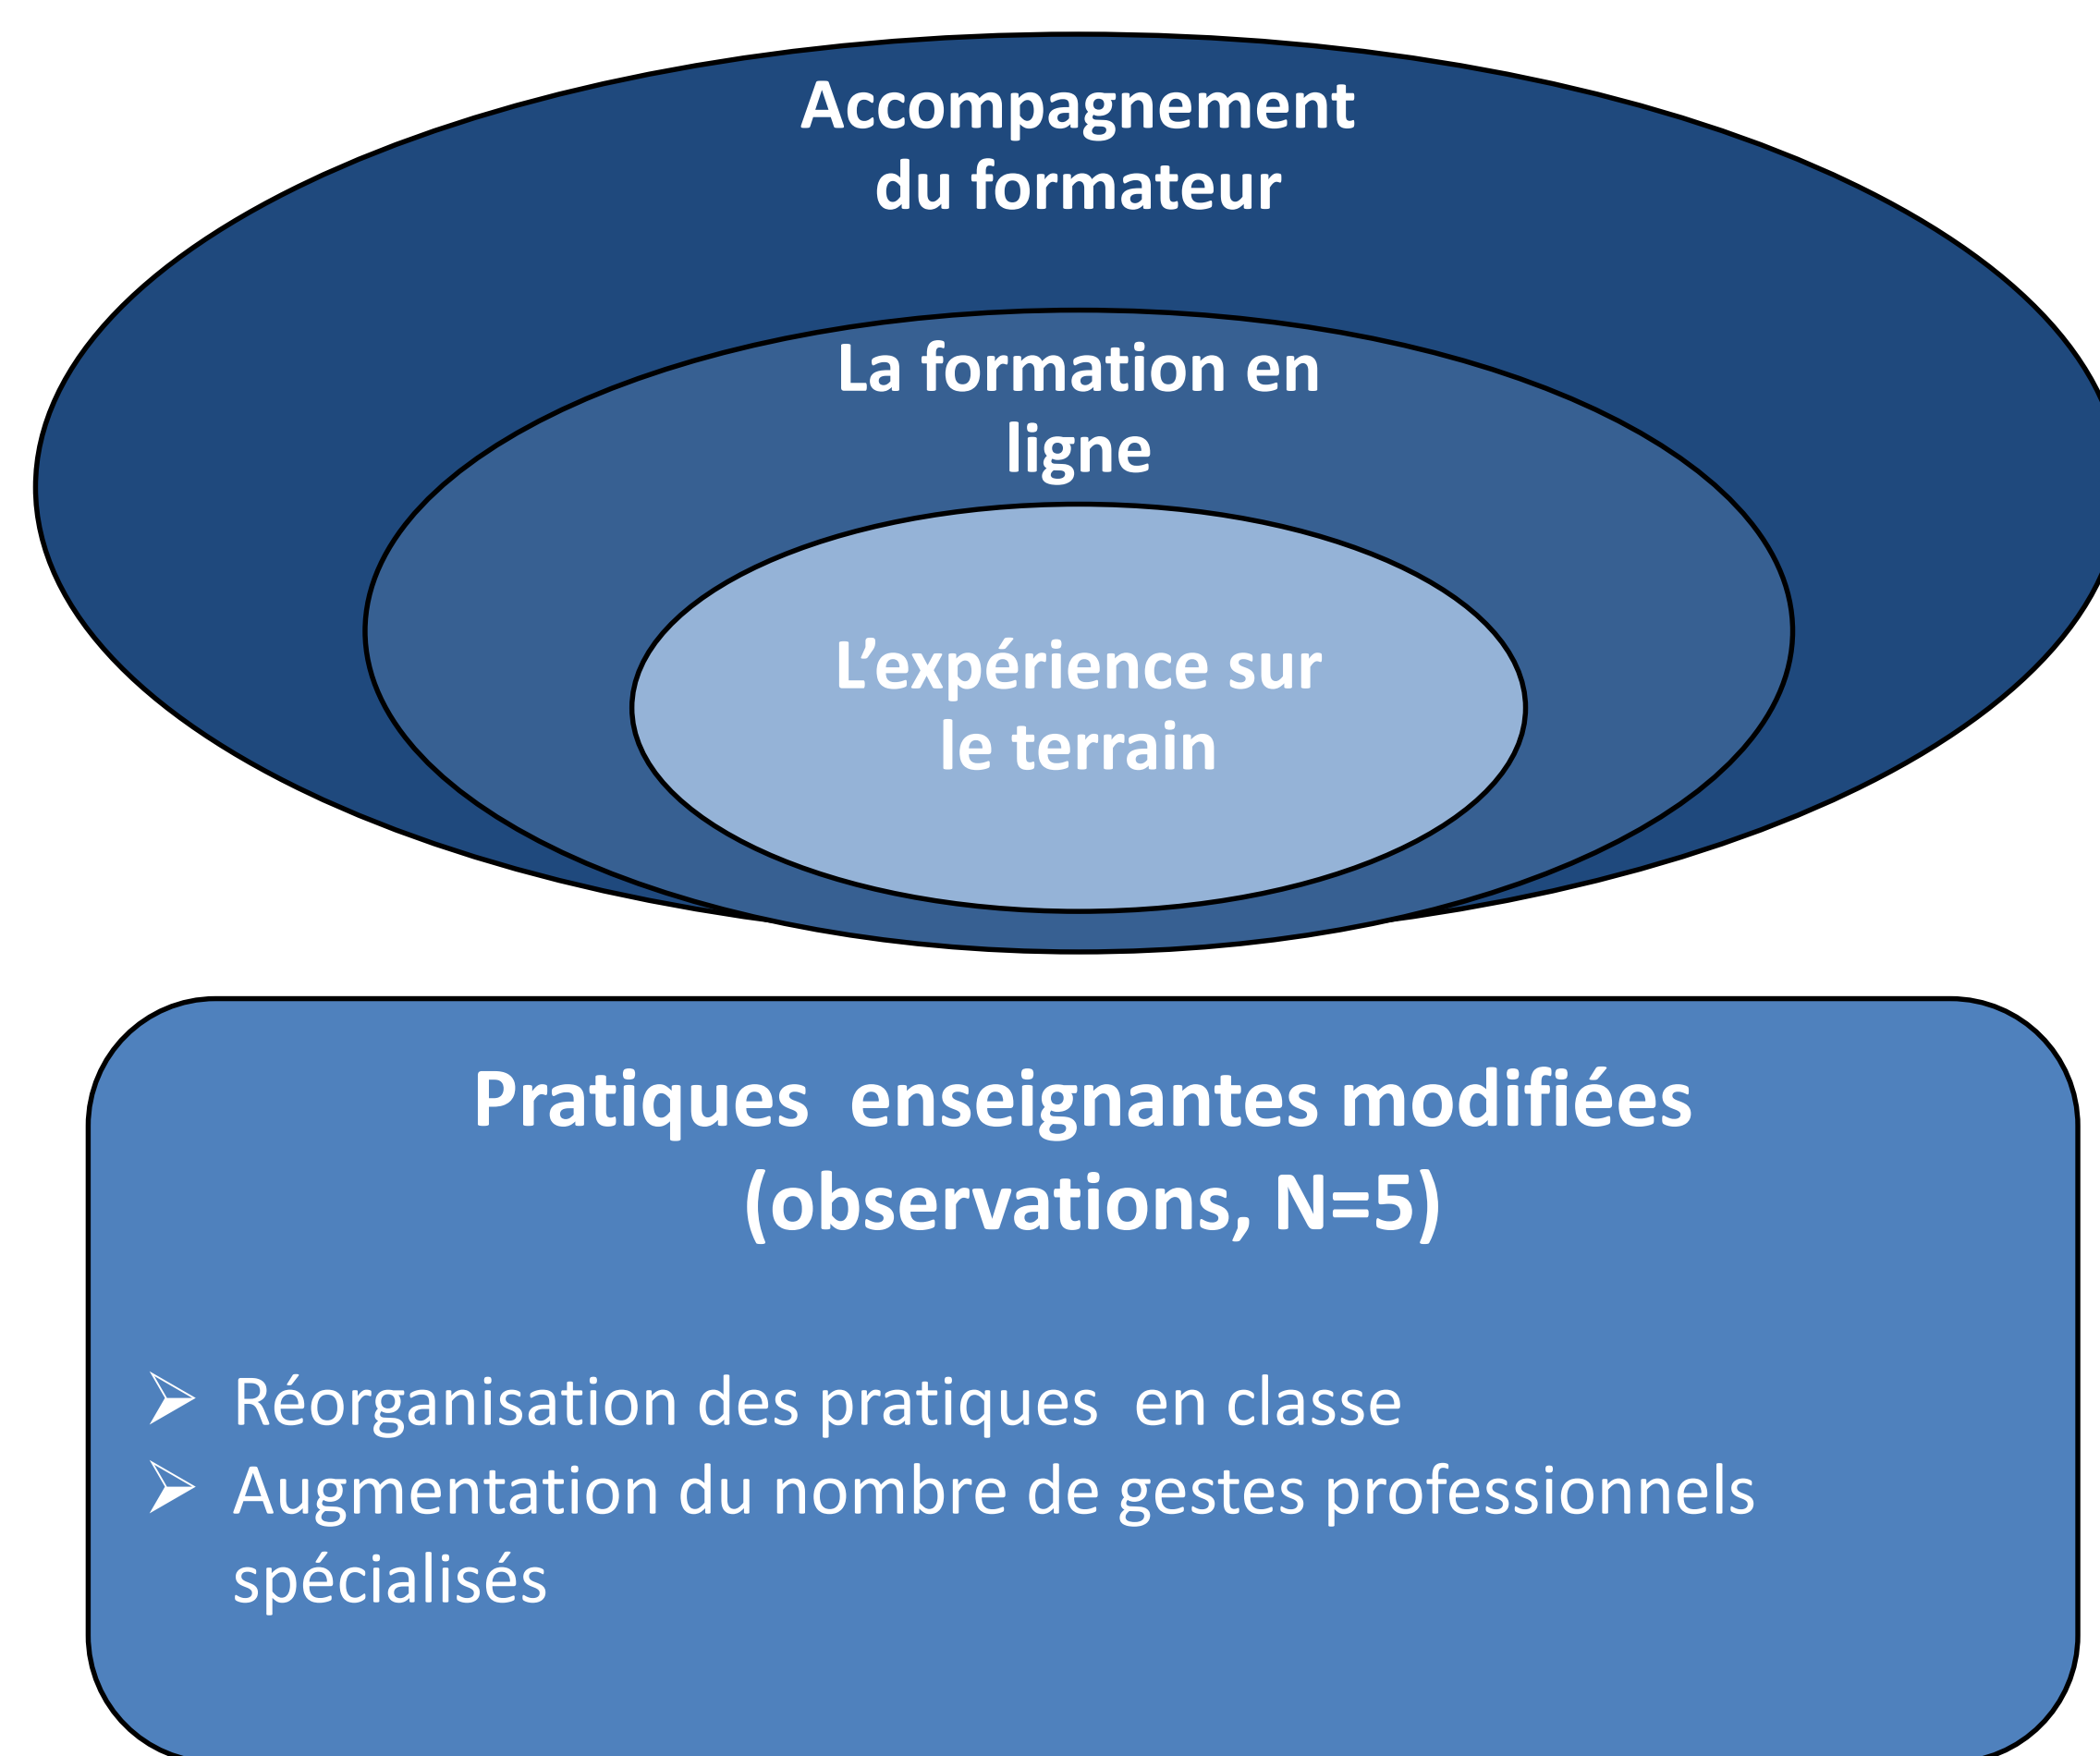 Accompagnement
du formateur
La formation en
ligne
L’expérience sur
le terrain
Pratiques  enseignantes modifiées
(observations, N=5)
➢ Réorganisation des pratiques  en classe
➢ Augmentation du nombre de gestes professionnels
spécialisés